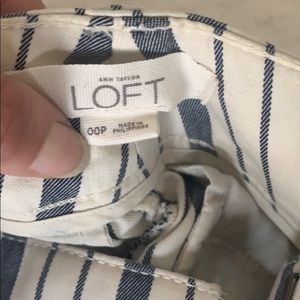 ANN TAYLOR
LOFT
00P
MADE IN
PHILIPPINES